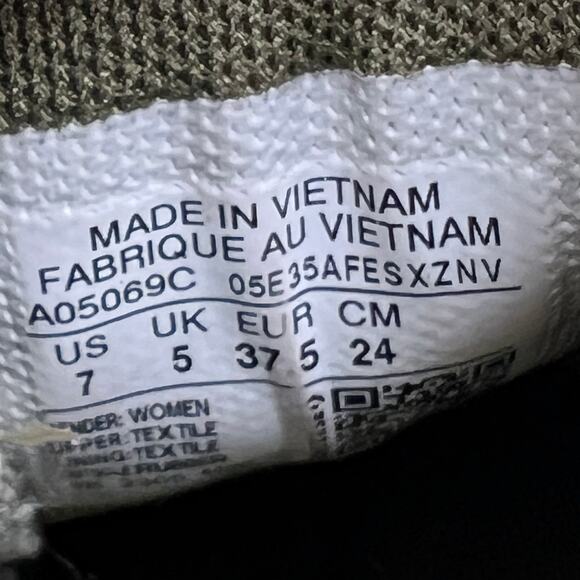 MADE IN VIETNAM
FABRIQUE AU VIETNAM
A05069C 05E35AFESXZNV
US UK EUR CM
7 5 37 5 24
GENDER: WOMEN
UPPER: TEXTILE
LINING: TEXTILE